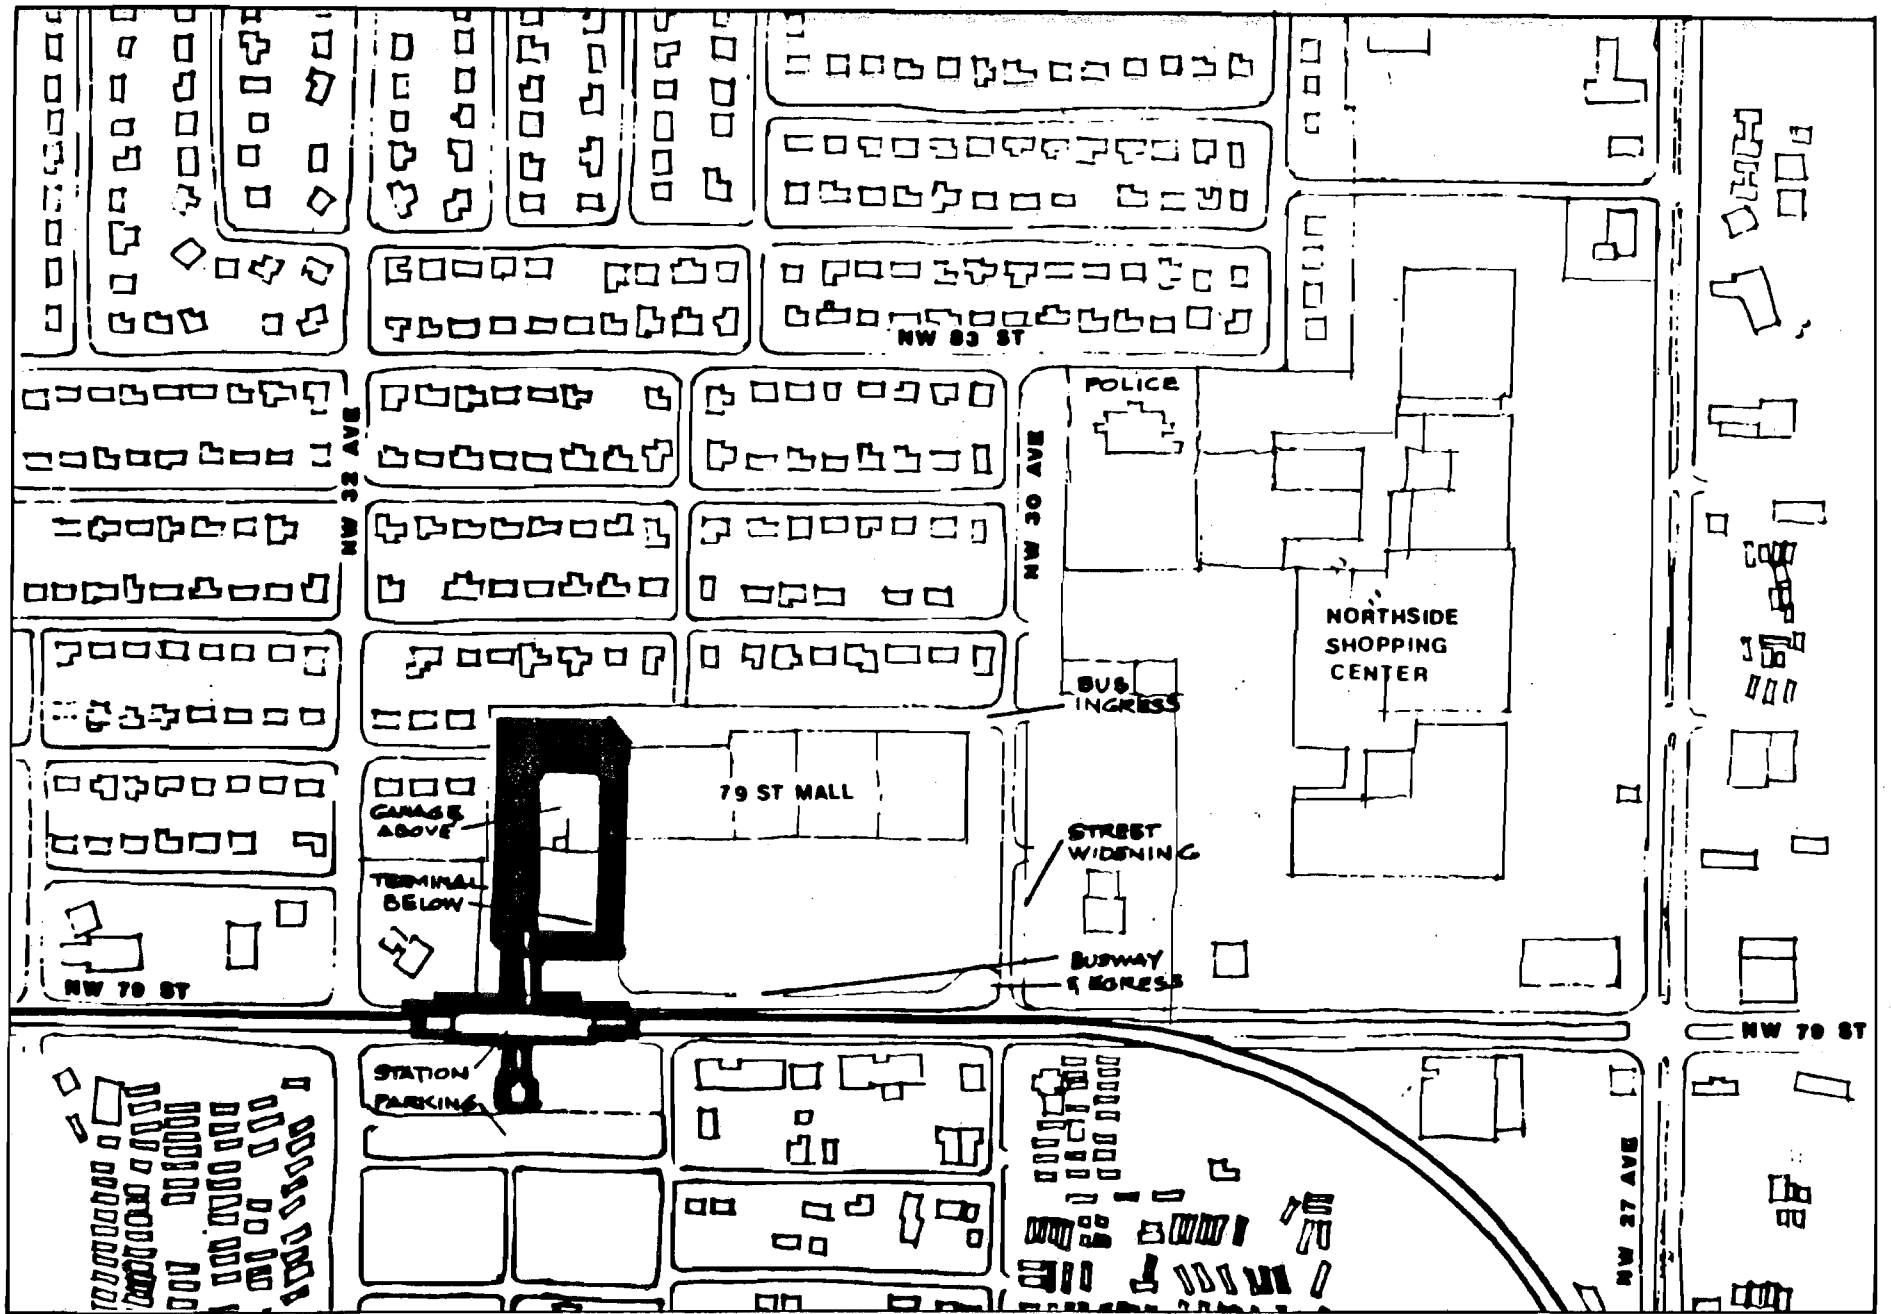 NW 83 ST
POLICE
NW 32 AVE
NW 30 AVE
NORTHSIDE
SHOPPING
CENTER
BUS
INGRESS
79 ST MALL
GARAGE
ABOVE
STREET
WIDENING
TERMINAL
BELOW
BUSWAY
& EGRESS
NW 79 ST
NW 79 ST
STATION
PARKING
NW 27 AVE